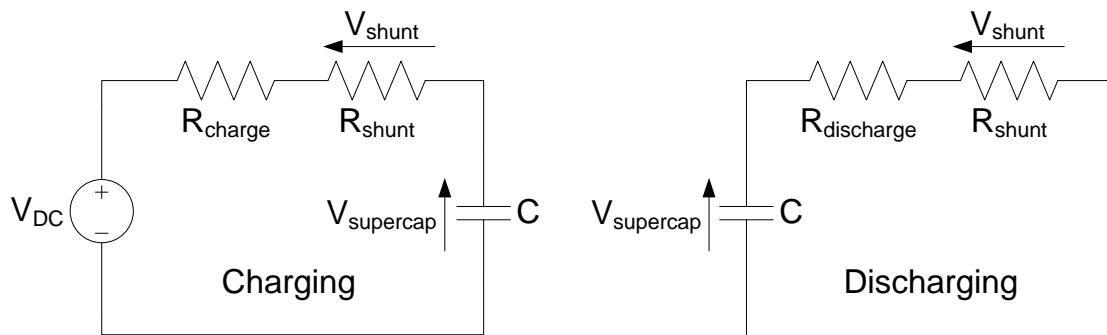 V_shunt
R_charge
R_shunt
V_DC
+
−
V_supercap
C
Charging
V_shunt
R_discharge
R_shunt
V_supercap
C
Discharging